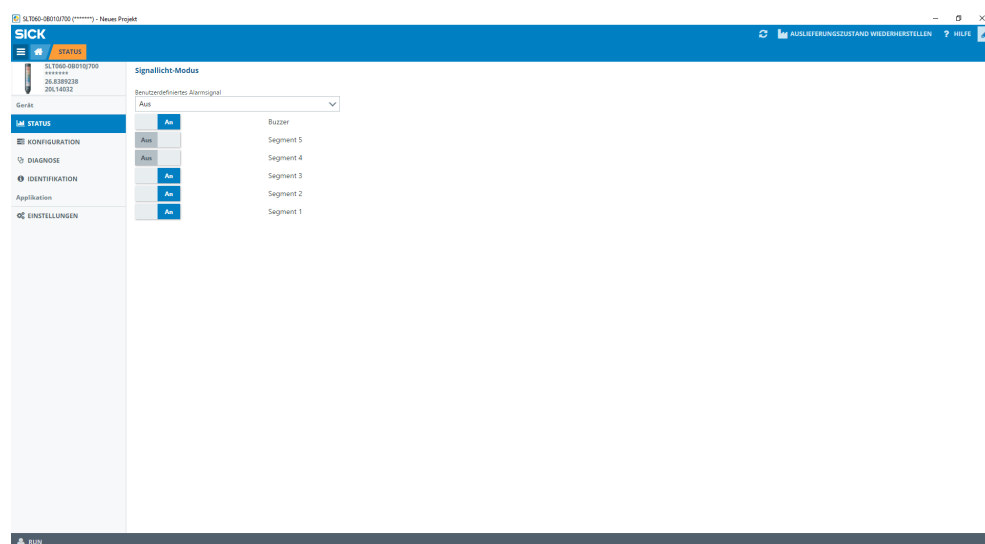 SLT060-0B010J700 (*******) - Neues Projekt
SICK
AUSLIEFERUNGSZUSTAND WIEDERHERSTELLEN
? HILFE
STATUS
SLT060-0B010J700
*******
26.8389238
20L14032
Gerät
STATUS
KONFIGURATION
DIAGNOSE
IDENTIFIKATION
Applikation
EINSTELLUNGEN
Signallicht-Modus
Benutzerdefiniertes Alarmsignal
Aus
An Buzzer
Aus Segment 5
Aus Segment 4
An Segment 3
An Segment 2
An Segment 1
RUN